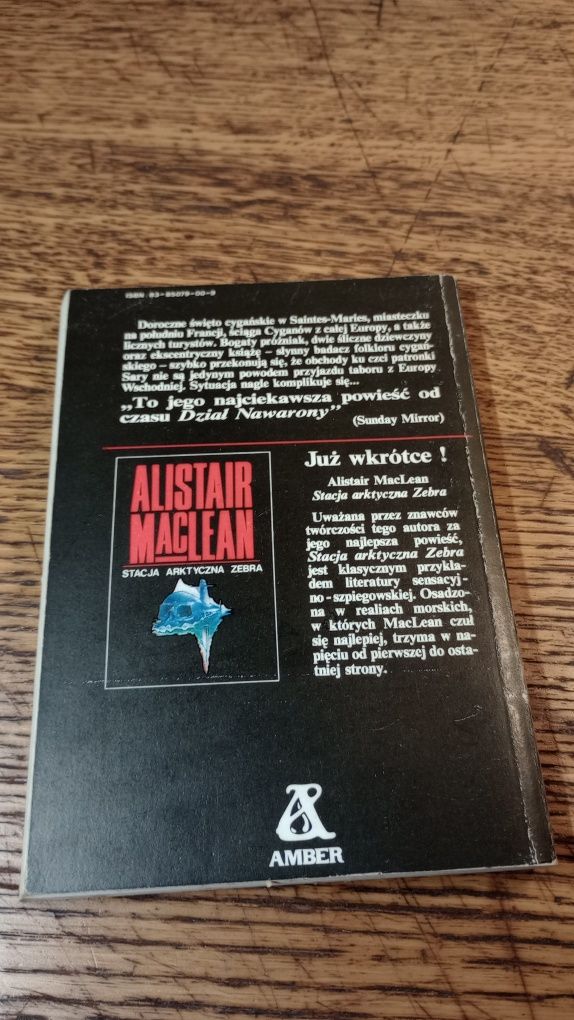 ISBN 83-85079-00-9
Doroczne święto cygańskie w Saintes-Maries, miasteczku
na południu Francji, ściąga Cyganów z całej Europy, a także
licznych turystów. Bogaty próżniak, dwie śliczne dziewczyny
oraz ekscentryczny książę – słynny badacz folkloru cygań-
skiego – szybko przekonują się, że obchody ku czci patronki
Sary nie są jedynym powodem przyjazdu taboru z Europy
Wschodniej. Sytuacja nagle komplikuje się...
„To jego najciekawsza powieść od
czasu Dział Nawarony”
(Sunday Mirror)
ALISTAIR
MACLEAN
STACJA ARKTYCZNA ZEBRA
Już wkrótce !
Alistair MacLean
Stacja arktyczna Zebra
Uważana przez znawców
twórczości tego autora za
jego najlepsza powieść,
Stacja arktyczna Zebra
jest klasycznym przykła-
dem literatury sensacyj-
no-szpiegowskiej. Osadzo-
na w realiach morskich,
w których MacLean czuł
się najlepiej, trzyma w na-
pięciu od pierwszej do osta-
tniej strony.
AMBER